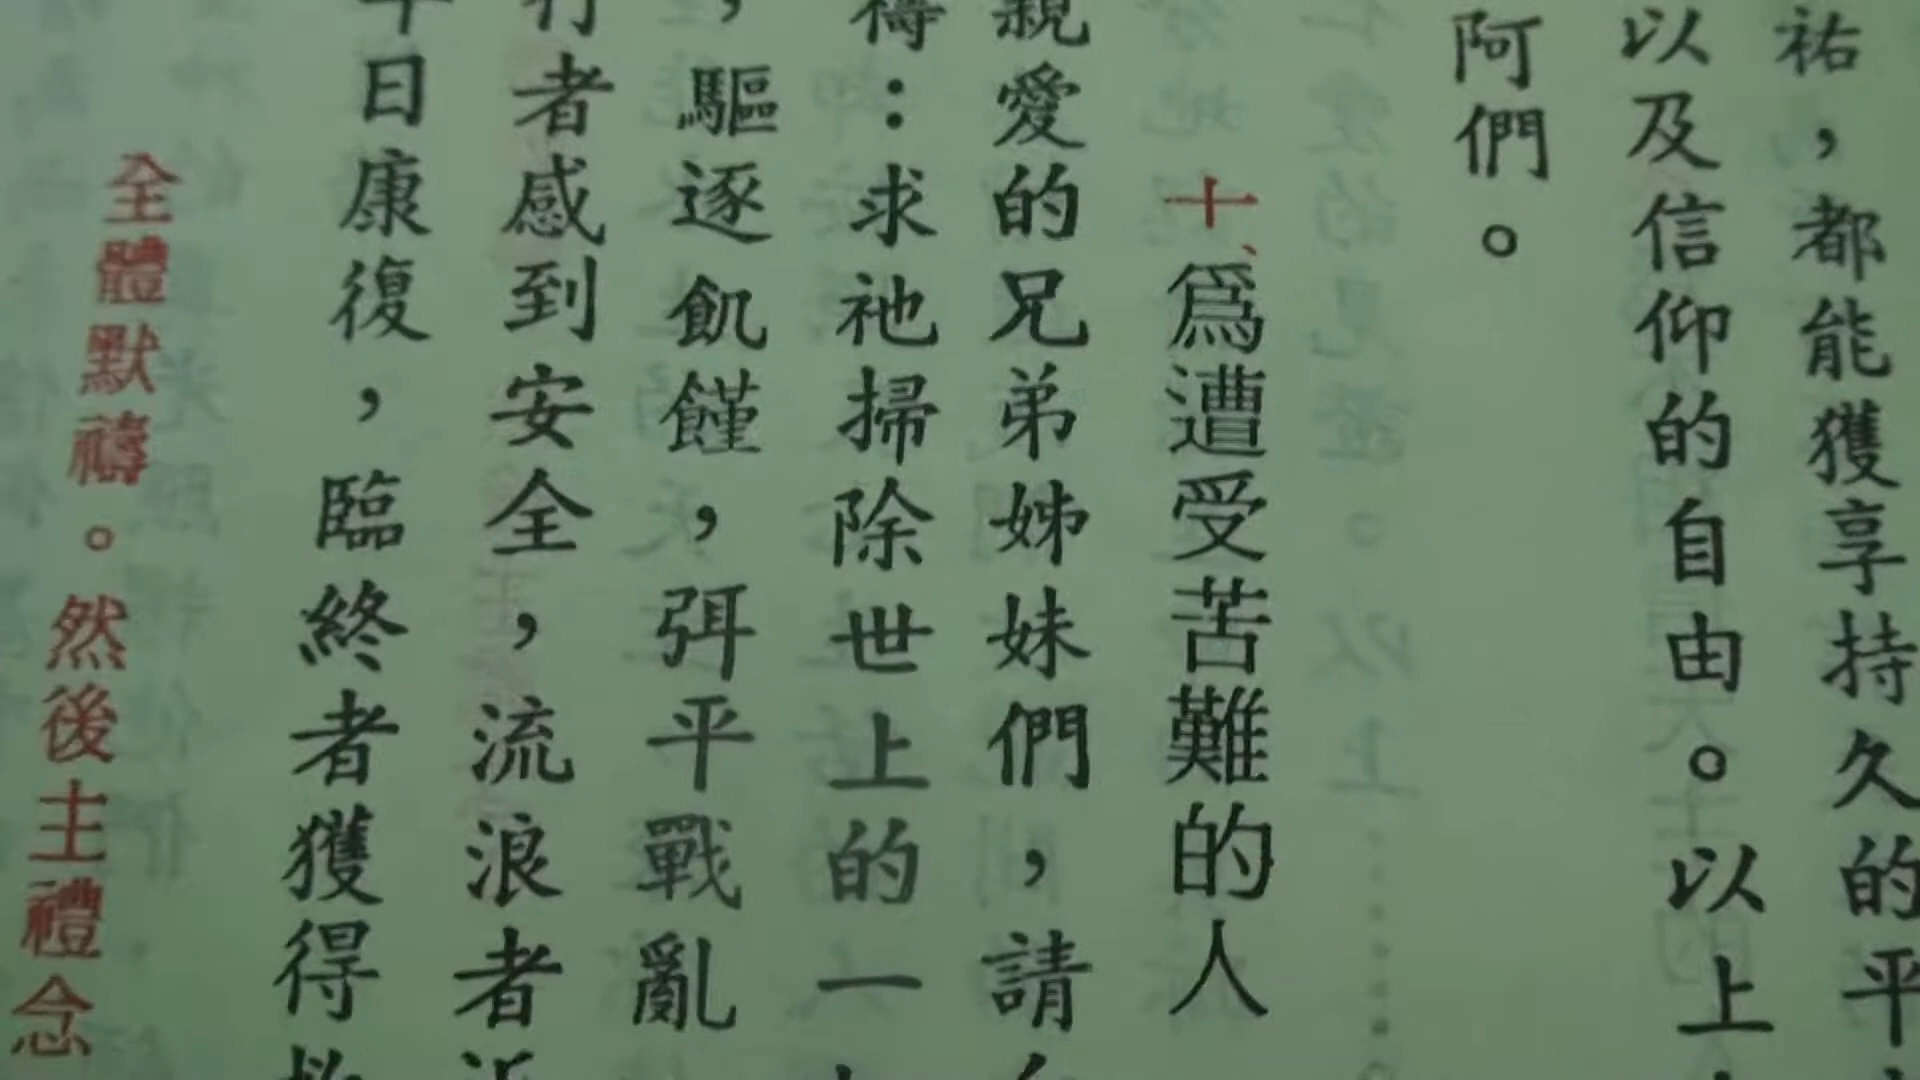 祐，都能獲享持久的平
以及信仰的自由。以上
阿們。
十、為遭受苦難的人
親愛的兄弟姊妹們，請
禱：求祂掃除世上的一
，驅逐飢饉，弭平戰亂
行者感到安全，流浪者
早日康復，臨終者獲得
全體默禱。然後主禮念